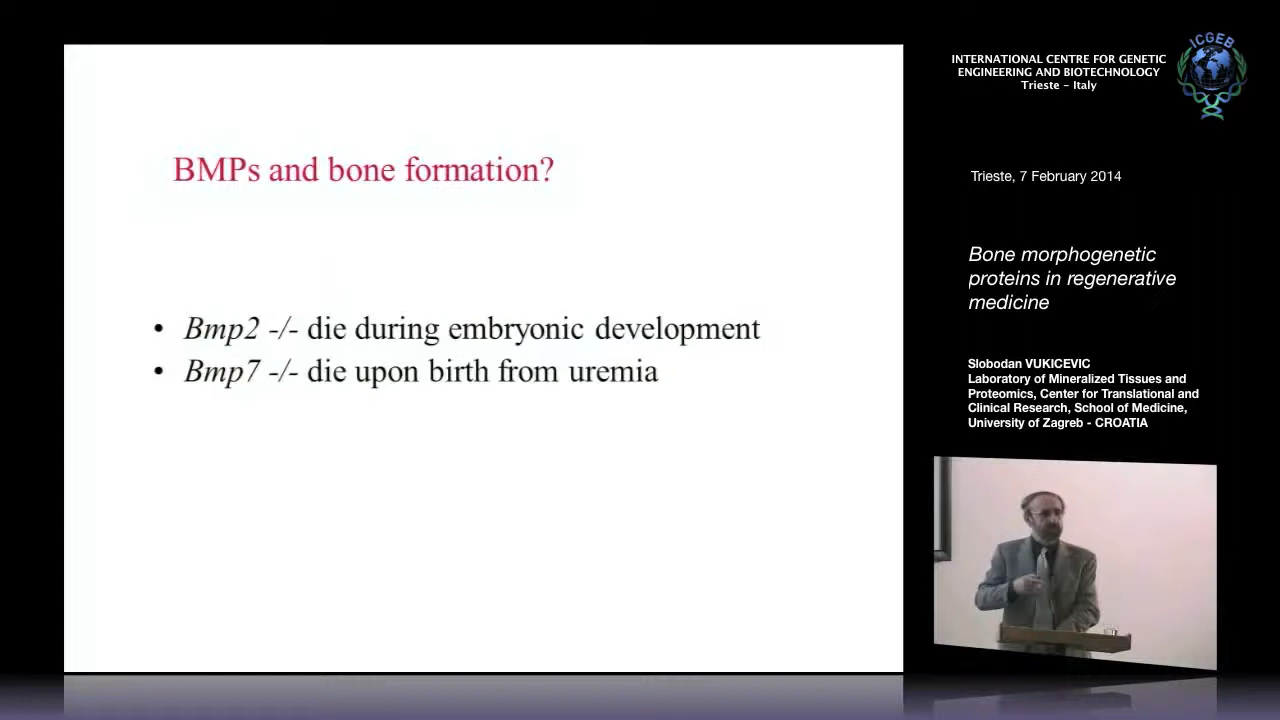 BMPs and bone formation?
• Bmp2 -/- die during embryonic development
• Bmp7 -/- die upon birth from uremia
INTERNATIONAL CENTRE FOR GENETIC
ENGINEERING AND BIOTECHNOLOGY
Trieste - Italy
ICGEB
Trieste, 7 February 2014
Bone morphogenetic
proteins in regenerative
medicine
Slobodan VUKICEVIC
Laboratory of Mineralized Tissues and
Proteomics, Center for Translational and
Clinical Research, School of Medicine,
University of Zagreb - CROATIA